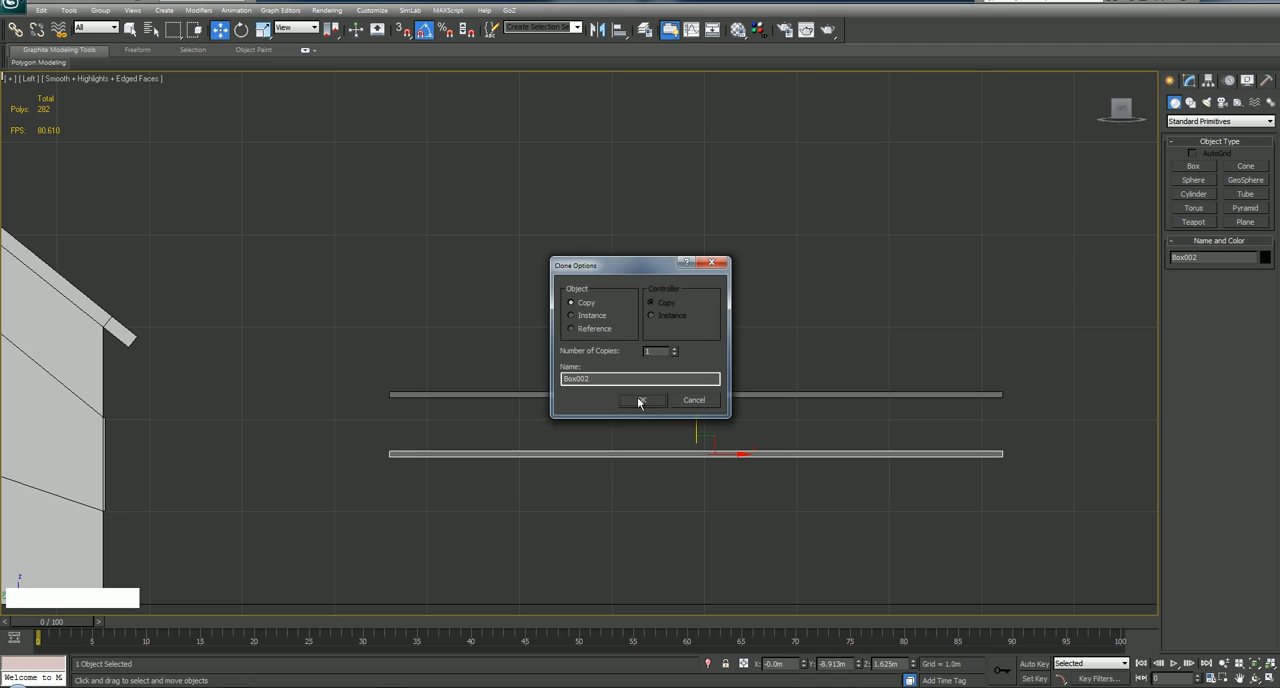 Edit Tools Group Views Create Modifiers Animation Graph Editors Rendering Customize SimLab MAXScript Help GoZ
All View Create Selection Se
Graphite Modeling Tools Freeform Selection Object Paint
Polygon Modeling
[ + ] [ Left ] [ Smooth + Highlights + Edged Faces ]
Total
Polys: 282
FPS: 80.610
LEFT
Standard Primitives
- Object Type
AutoGrid
Box Cone
Sphere GeoSphere
Cylinder Tube
Torus Pyramid
Teapot Plane
- Name and Color
Box002
Clone Options
Object Controller
Copy Copy
Instance Instance
Reference
Number of Copies: 1
Name:
Box002
Cancel
z
< 0 / 100 >
0 5 10 15 20 25 30 35 40 45 50 55 60 65 70 75 80 85 90 95 100
1 Object Selected X: -0.0m Y: -8.913m Z: 1.625m Grid = 1.0m Auto Key Selected
Welcome to M Click and drag to select and move objects Add Time Tag Set Key Key Filters... 0